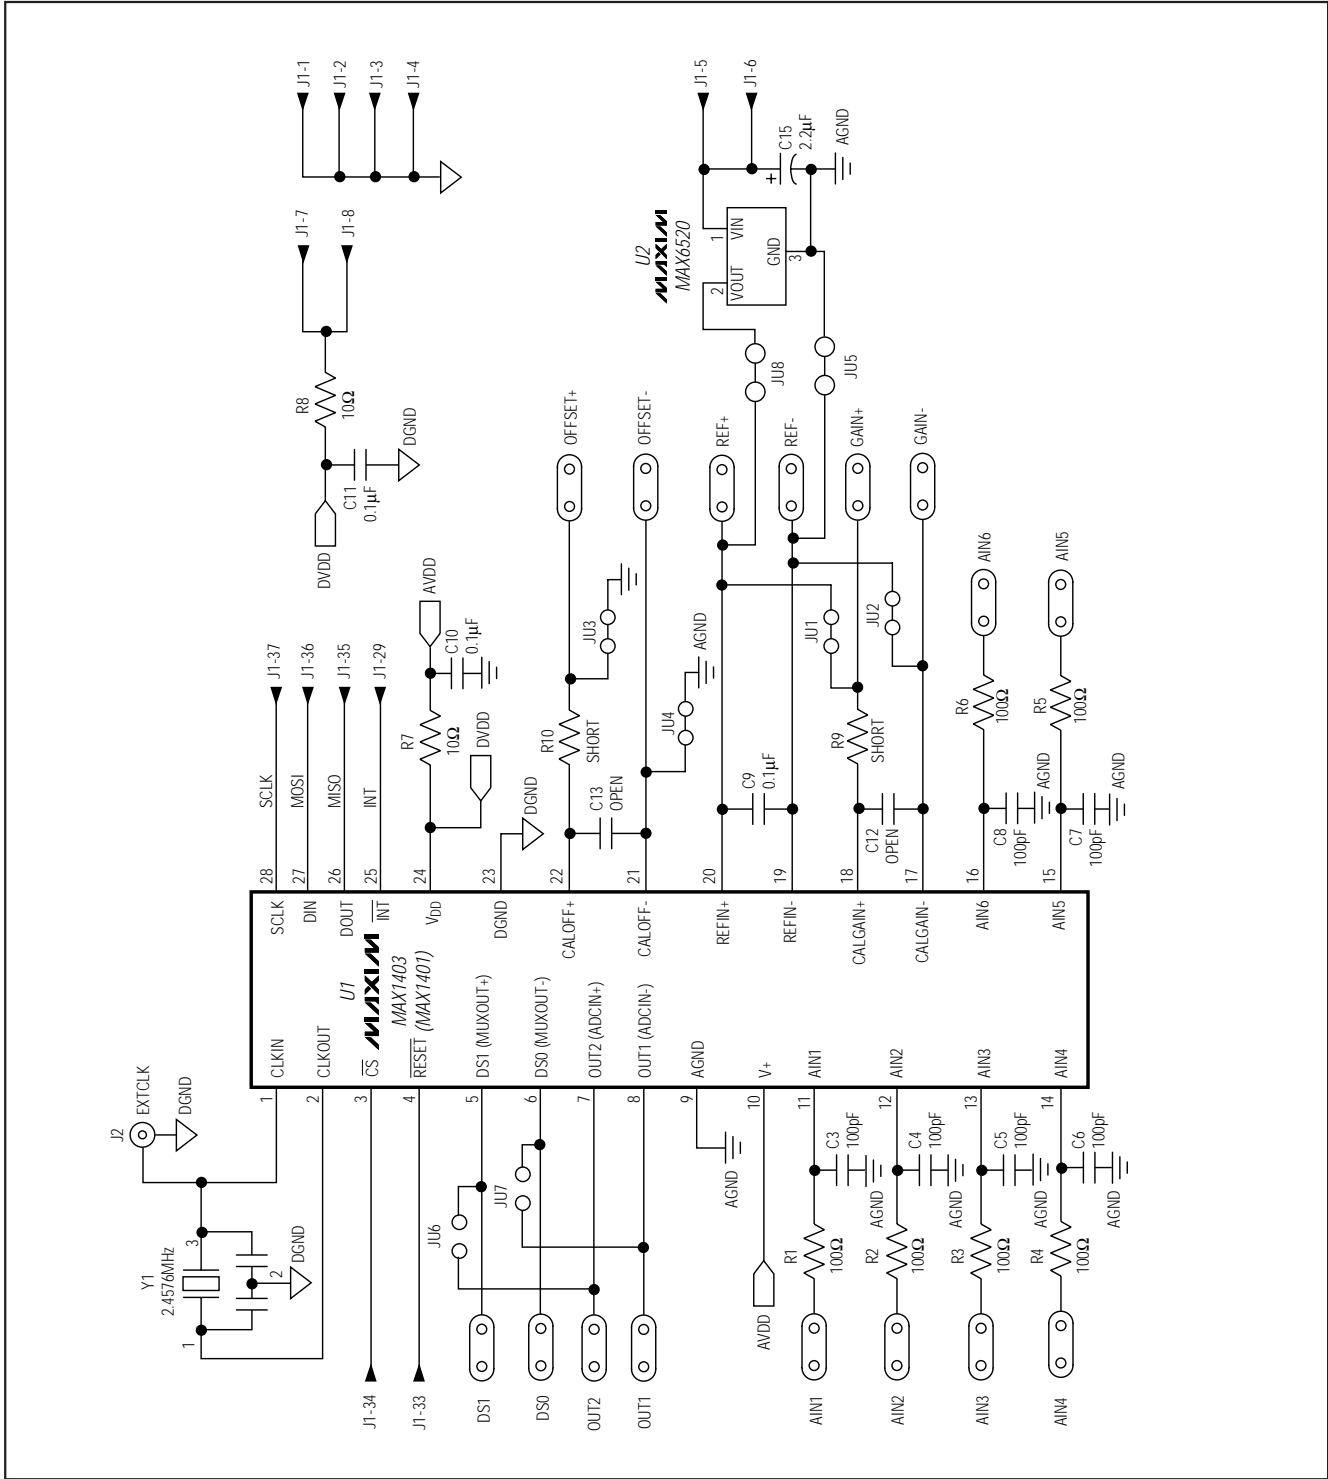 J1-1
J1-2
J1-3
J1-4
J1-7
J1-8
R8
10Ω
C11
0.1µF
DGND
DVDD
J1-5
J1-6
C15
2.2µF
+
AGND
U2
MAXIM
MAX6520
1
VIN
2
VOUT
GND
3
JU8
JU5
J1-37
J1-36
J1-35
J1-29
SCLK
MOSI
MISO
INT
AVDD
C10
0.1µF
R7
10Ω
DVDD
DGND
OFFSET+
OFFSET-
JU3
R10
SHORT
C13
OPEN
JU4
AGND
REF+
REF-
GAIN+
GAIN-
JU1
JU2
C9
0.1µF
R9
SHORT
C12
OPEN
AIN6
AIN5
R6
100Ω
R5
100Ω
C8
100pF
AGND
C7
100pF
AGND
28
27
26
25
24
23
22
21
20
19
18
17
16
15
SCLK
DIN
DOUT
INT
VDD
DGND
CALOFF+
CALOFF-
REFIN+
REFIN-
CALGAIN+
CALGAIN-
AIN6
AIN5
U1
MAXIM
MAX1403
(MAX1401)
CLKIN
CLKOUT
CS
RESET
DS1 (MUXOUT+)
DS0 (MUXOUT-)
OUT2 (ADCIN+)
OUT1 (ADCIN-)
AGND
V+
AIN1
AIN2
AIN3
AIN4
1
2
3
4
5
6
7
8
9
10
11
12
13
14
J2
EXTCLK
DGND
Y1
2.4576MHz
3
2
1
DGND
J1-34
J1-33
JU6
JU7
DS1
DS0
OUT2
OUT1
AGND
AVDD
C3
100pF
AGND
R1
100Ω
AIN1
C4
100pF
AGND
R2
100Ω
AIN2
C5
100pF
AGND
R3
100Ω
AIN3
C6
100pF
AGND
R4
100Ω
AIN4